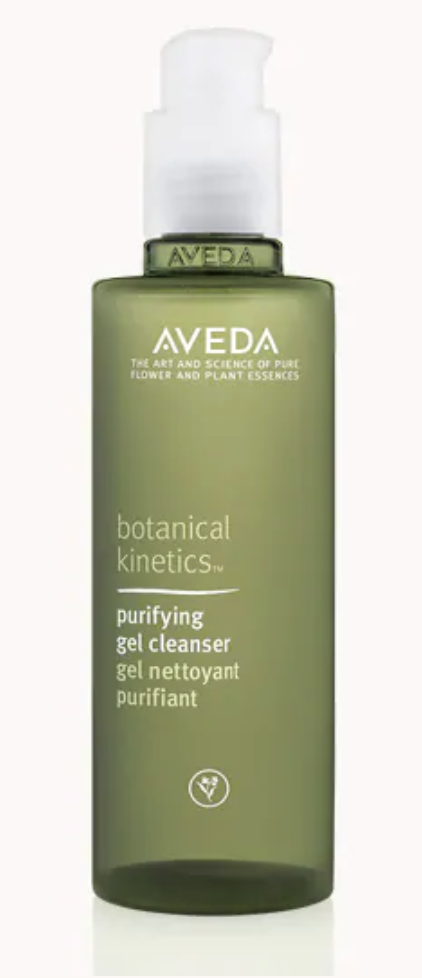 AVEDA
AVEDA
THE ART AND SCIENCE OF PURE
FLOWER AND PLANT ESSENCES
botanical
kinetics™
purifying
gel cleanser
gel nettoyant
purifiant